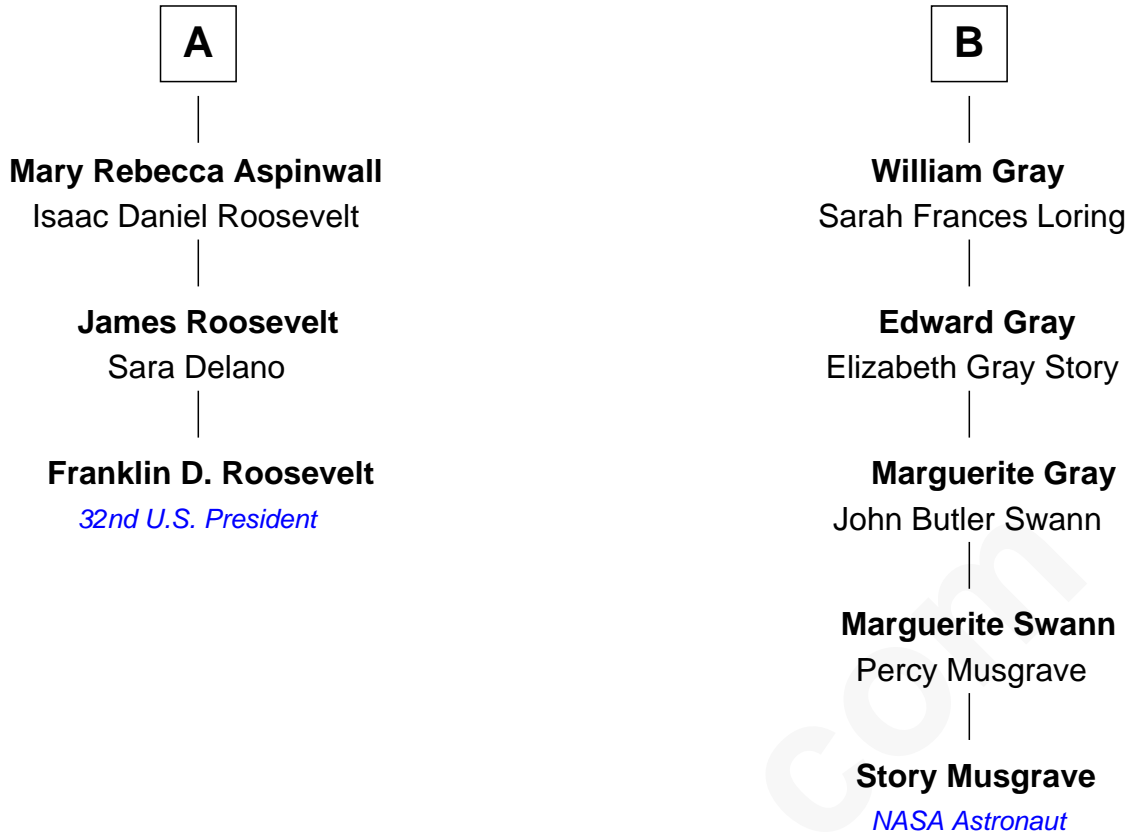 A
Mary Rebecca Aspinwall
Isaac Daniel Roosevelt
James Roosevelt
Sara Delano
Franklin D. Roosevelt
32nd U.S. President
B
William Gray
Sarah Frances Loring
Edward Gray
Elizabeth Gray Story
Marguerite Gray
John Butler Swann
Marguerite Swann
Percy Musgrave
Story Musgrave
NASA Astronaut
com